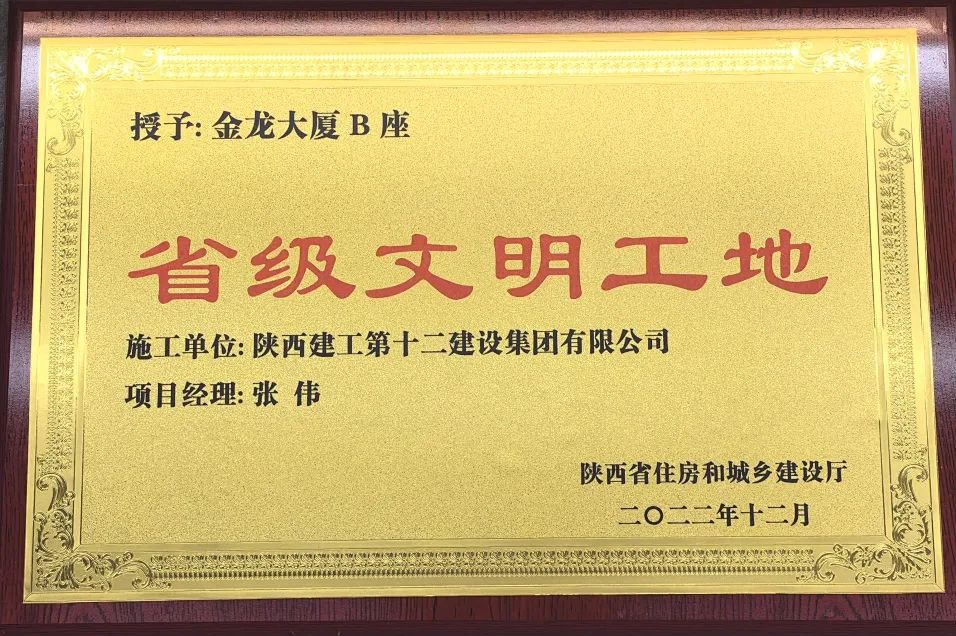 授予: 金龙大厦 B 座
省级文明工地
施工单位: 陕西建工第十二建设集团有限公司
项目经理: 张 伟
陕西省住房和城乡建设厅
二〇二二年十二月